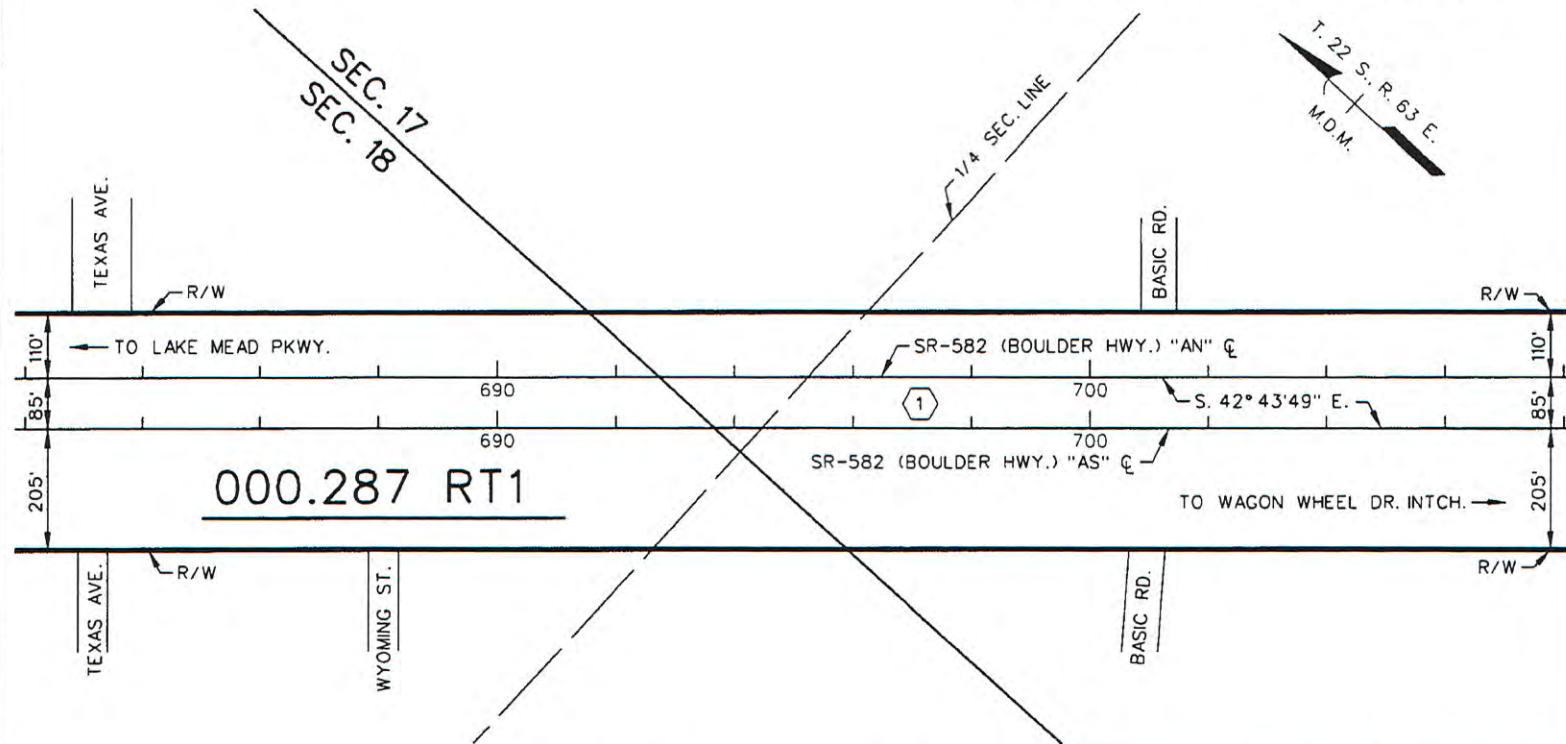 SEC. 17
SEC. 18
1/4 SEC. LINE
T. 22 S., R. 63 E.
M.D.M.
TEXAS AVE.
BASIC RD.
R/W
R/W
110'
TO LAKE MEAD PKWY.
SR-582 (BOULDER HWY.) "AN" ℄
110'
85'
690
1
700
S. 42° 43'49" E.
85'
690
700
205'
000.287 RT1
SR-582 (BOULDER HWY.) "AS" ℄
TO WAGON WHEEL DR. INTCH.
205'
R/W
R/W
TEXAS AVE.
WYOMING ST.
BASIC RD.